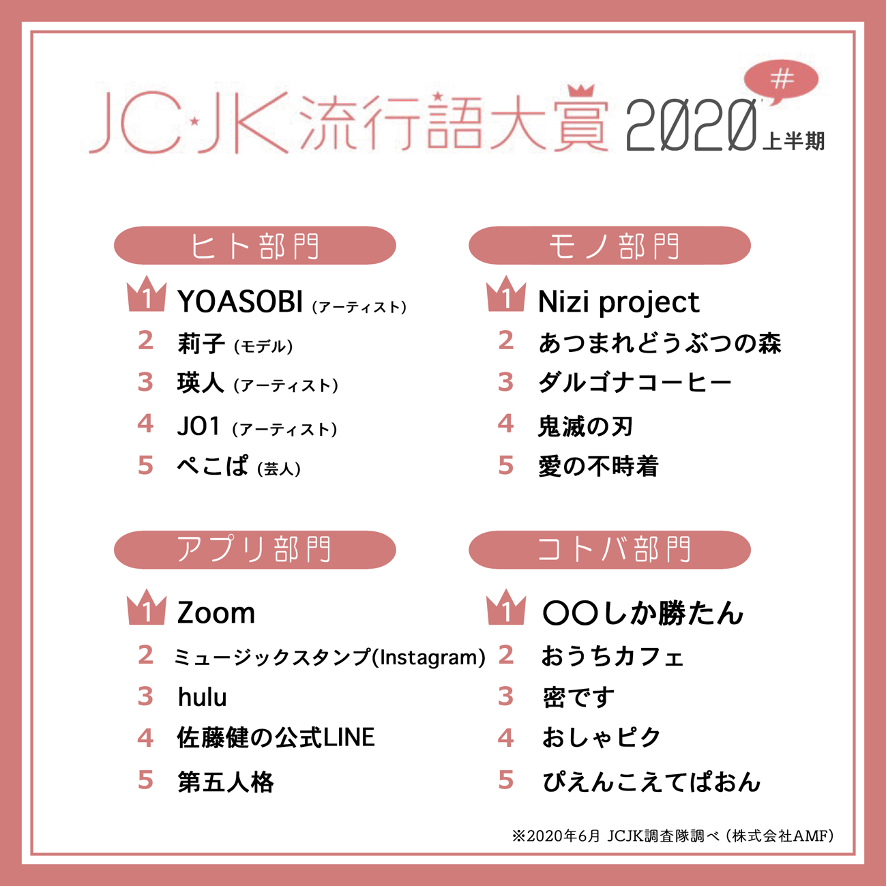 JC★JK流行語大賞2020上半期
#
ヒト部門
1 YOASOBI (アーティスト)
2 莉子 (モデル)
3 瑛人 (アーティスト)
4 JO1 (アーティスト)
5 ぺこぱ (芸人)
モノ部門
1 Nizi project
2 あつまれどうぶつの森
3 ダルゴナコーヒー
4 鬼滅の刃
5 愛の不時着
アプリ部門
1 Zoom
2 ミュージックスタンプ(Instagram)
3 hulu
4 佐藤健の公式LINE
5 第五人格
コトバ部門
1 〇〇しか勝たん
2 おうちカフェ
3 密です
4 おしゃピク
5 ぴえんこえてぱおん
※2020年6月 JCJK調査隊調べ (株式会社AMF)